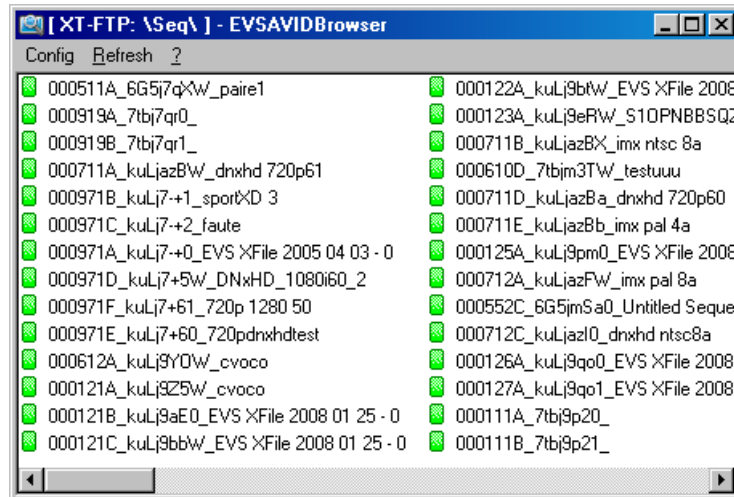 [ XT-FTP: \Seq\ ] - EVSAVIDBrowser
Config Refresh ?
000511A_6G5j7qXW_paire1
000919A_7tbj7qr0_
000919B_7tbj7qr1_
000711A_kuLjazBW_dnxhd 720p61
000971B_kuLj7-+1_sportXD 3
000971C_kuLj7-+2_faute
000971A_kuLj7-+0_EVS XFile 2005 04 03 - 0
000971D_kuLj7+5W_DNxHD_1080i60_2
000971F_kuLj7+61_720p 1280 50
000971E_kuLj7+60_720pdnxhdtest
000612A_kuLj9Y0W_cvoco
000121A_kuLj9Z5W_cvoco
000121B_kuLj9aE0_EVS XFile 2008 01 25 - 0
000121C_kuLj9bbW_EVS XFile 2008 01 25 - 0
000122A_kuLj9btW_EVS XFile 2008
000123A_kuLj9eRW_S1OPNBBSQZ
000711B_kuLjazBX_imx ntsc 8a
000610D_7tbjm3TW_testuuu
000711D_kuLjazBa_dnxhd 720p60
000711E_kuLjazBb_imx pal 4a
000125A_kuLj9pm0_EVS XFile 2008
000712A_kuLjazFW_imx pal 8a
000552C_6G5jmSa0_Untitled Seque
000712C_kuLjazI0_dnxhd ntsc8a
000126A_kuLj9qo0_EVS XFile 2008
000127A_kuLj9qo1_EVS XFile 2008
000111A_7tbj9p20_
000111B_7tbj9p21_